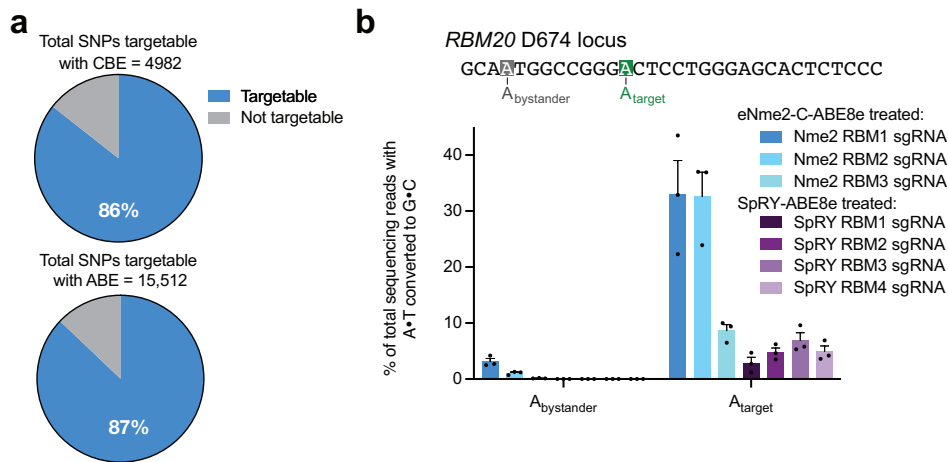 a
Total SNPs targetable
with CBE = 4982
Targetable
Not targetable
86%
Total SNPs targetable
with ABE = 15,512
87%
b
RBM20 D674 locus
GCAATGGCCGGGACTCCTGGGAGCACTCTCCC
Abystander
Atarget
% of total sequencing reads with
A•T converted to G•C
40
30
20
10
0
Abystander
Atarget
eNme2-C-ABE8e treated:
Nme2 RBM1 sgRNA
Nme2 RBM2 sgRNA
Nme2 RBM3 sgRNA
SpRY-ABE8e treated:
SpRY RBM1 sgRNA
SpRY RBM2 sgRNA
SpRY RBM3 sgRNA
SpRY RBM4 sgRNA